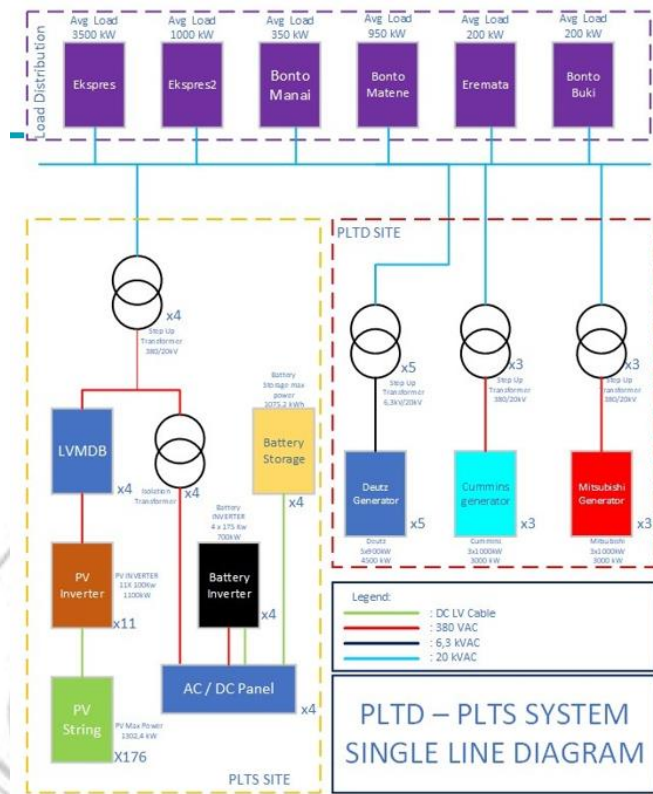 Avg Load
3500 kW
Avg Load
1000 kW
Avg Load
350 kW
Avg Load
950 kW
Avg Load
200 kW
Avg Load
200 kW
Load Distribution
Ekspres
Ekspres2
Bonto
Manai
Bonto
Matene
Eremata
Bonto
Buki
PLTD SITE
x4
Step Up
Transformer
380/20kV
x5
Step Up
Transformer
6,3kV/20kV
x3
Step Up
Transformer
380/20kV
x3
Step Up
Transformer
380/20kV
Battery
Storage max
power
1075.2 kWh
LVMDB
x4
x4
Isolation
Transformer
Battery
Storage
x4
Deutz
Generator
x5
Deutz
5x900kW
4500 kW
Cummins
generator
x3
Cummins
3x1000kW
3000 kW
Mitsubishi
Generator
x3
Mitsubishi
3x1000kW
3000 kW
Battery
INVERTER
4 x 175 Kw
700kW
PV
Inverter
PV INVERTER
11X 100Kw
1100kW
x11
Battery
Inverter
x4
AC / DC Panel
x4
PV
String
PV Max Power
1302,4 kW
X176
PLTS SITE
Legend:
: DC LV Cable
: 380 VAC
: 6,3 kVAC
: 20 kVAC
PLTD – PLTS SYSTEM
SINGLE LINE DIAGRAM